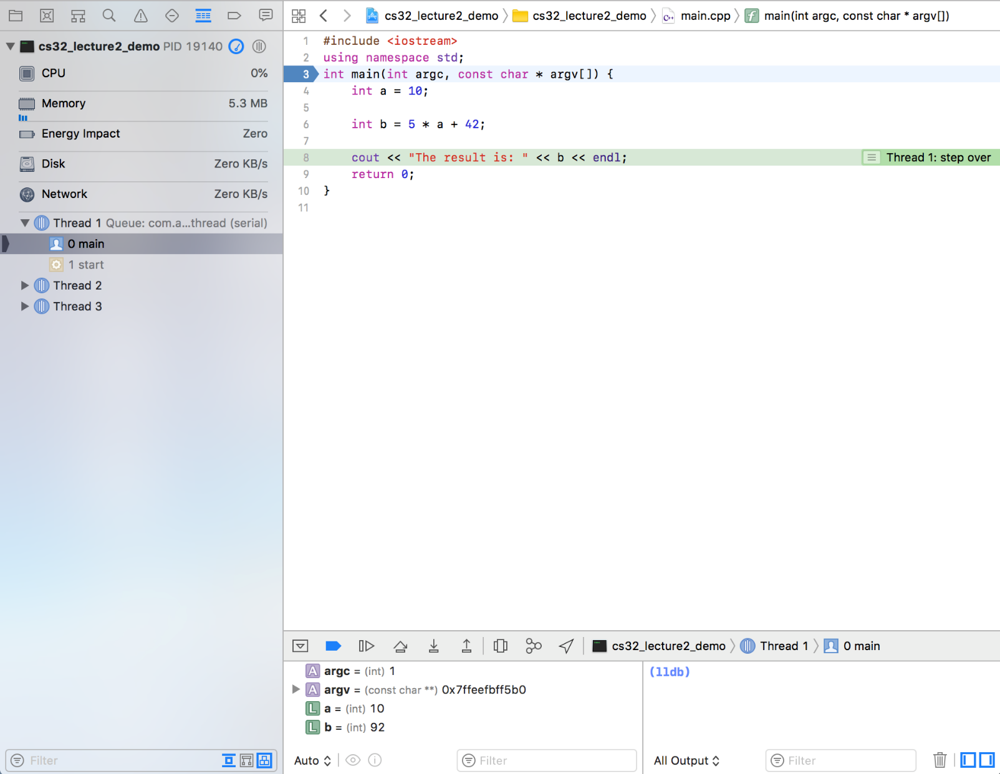 cs32_lecture2_demo PID 19140
CPU 0%
Memory 5.3 MB
Energy Impact Zero
Disk Zero KB/s
Network Zero KB/s
Thread 1 Queue: com.a...thread (serial)
0 main
1 start
Thread 2
Thread 3
Filter
cs32_lecture2_demo cs32_lecture2_demo main.cpp main(int argc, const char * argv[])
1 #include <iostream>
2 using namespace std;
3 int main(int argc, const char * argv[]) {
4 int a = 10;
5
6 int b = 5 * a + 42;
7
8 cout << "The result is: " << b << endl; Thread 1: step over
9 return 0;
10 }
11
cs32_lecture2_demo Thread 1 0 main
A argc = (int) 1
A argv = (const char **) 0x7ffeefbff5b0
L a = (int) 10
L b = (int) 92
Auto Filter
(lldb)
All Output Filter